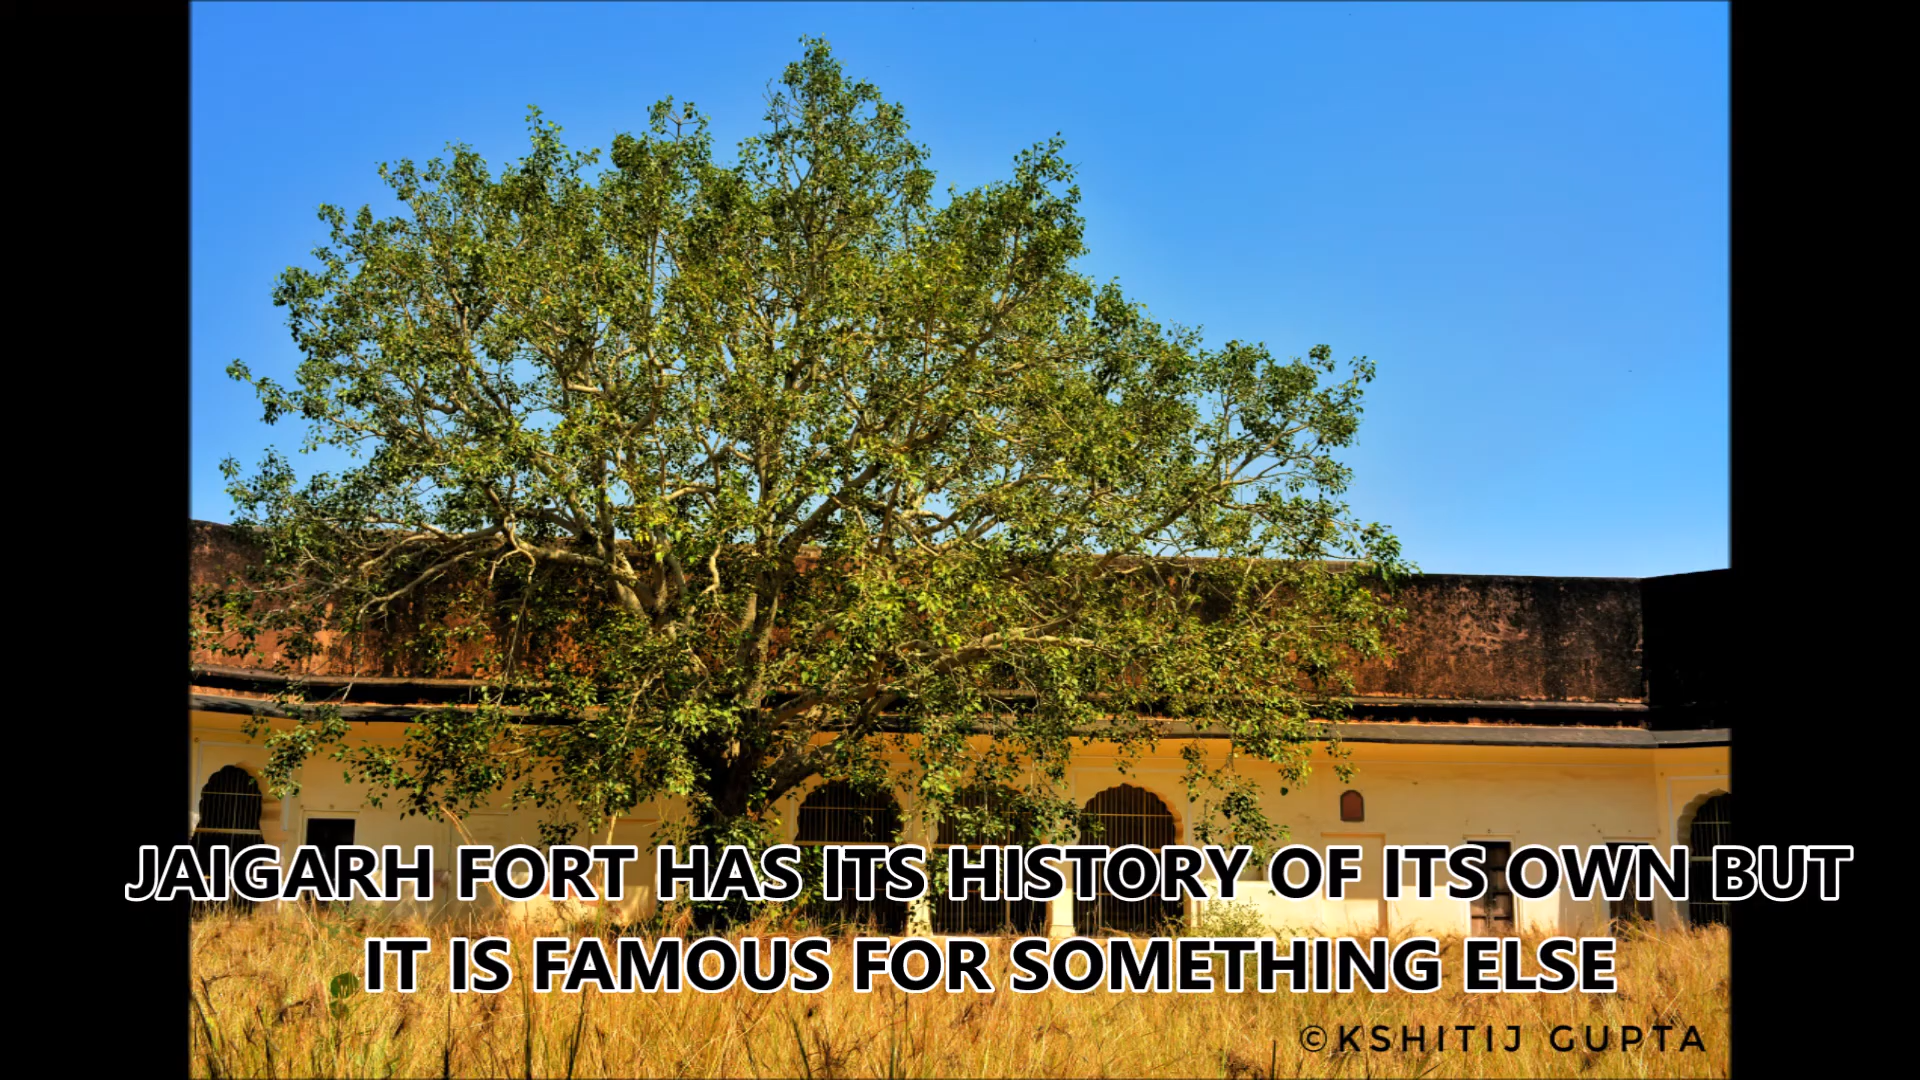 JAIGARH FORT HAS ITS HISTORY OF ITS OWN BUT
IT IS FAMOUS FOR SOMETHING ELSE
©KSHITIJ GUPTA